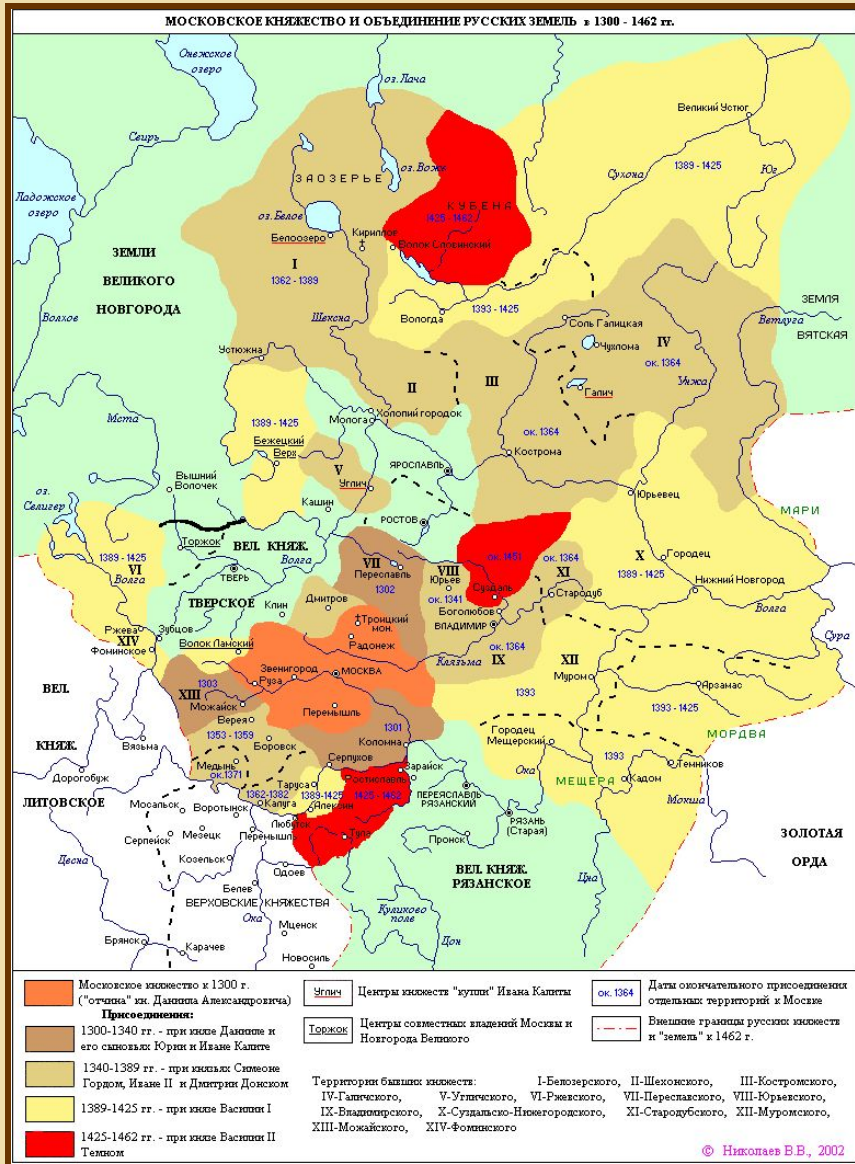 МОСКОВСКОЕ КНЯЖЕСТВО И ОБЪЕДИНЕНИЕ РУССКИХ ЗЕМЕЛЬ в 1300 - 1462 гг.
Онежское
озеро
оз. Лача
Великий Устюг
Свирь
Сухона
1389 - 1425
Юг
оз. Воже
ЗАОЗЕРЬЕ
КУБЕНА
1425 - 1462
Ладожское
озеро
оз. Белое
Кириллов
Белоозеро
Волок Словинский
ЗЕМЛИ
ВЕЛИКОГО
НОВГОРОДА
I
1362 - 1389
1393 - 1425
Вологда
ЗЕМЛЯ
ВЯТСКАЯ
Ветлуга
Волхов
Шексна
Соль Галицкая
Чухлома
IV
ок. 1364
Унжа
Устюжна
II
III
Галич
Мста
1389 - 1425
Молога
Холопий городок
ок. 1364
Бежецкий
Верх
V
Углич
Кострома
ЯРОСЛАВЛЬ
Вышний
Волочек
Кашин
РОСТОВ
Юрьевец
МАРИ
оз.
Селигер
1389 - 1425
VI
Волга
Торжок
ВЕЛ. КНЯЖ.
Волга
ТВЕРЬ
ТВЕРСКОЕ
VII
Переславль
1302
VIII
Юрьев
ок. 1341
ок. 1451
Суздаль
ок. 1364
XI
Стародуб
X
1389 - 1425
Городец
Нижний Новгород
Волга
Клин
Дмитров
Боголюбов
ВЛАДИМИР
Ржева
Зубцов
XIV
Фоминское
Волок Ламский
Троицкий
мон.
Радонеж
ок. 1364
Клязьма
IX
XII
Сура
ВЕЛ.
КНЯЖ.
ЛИТОВСКОЕ
1303
XIII
Звенигород
Руза
МОСКВА
Муром
1393
Арзамас
1393 - 1425
Можайск
Верея
Перемышль
1301
Коломна
1353 - 1359
Боровск
Серпухов
Городец
Мещерский
МОРДВА
Вязьма
Дорогобуж
Медынь
ок. 1371
Зарайск
Ока
1393
Темников
Кадом
МЕЩЕРА
Мокша
Таруса
Ростиславль
1362-1382
1389-1425
1425 - 1462
ПЕРЕЯСЛАВЛЬ
РЯЗАНСКИЙ
Калуга
Алексин
РЯЗАНЬ
(Старая)
Мосальск
Воротынск
Любутск
Тула
Пронск
ЗОЛОТАЯ
ОРДА
Серпейск
Мезецк
Перемышль
Козельск
Одоев
ВЕЛ. КНЯЖ.
РЯЗАНСКОЕ
Десна
Белев
ВЕРХОВСКИЕ КНЯЖЕСТВА
Ока
Куликово
поле
Цна
Мценск
Дон
Брянск
Карачев
Новосиль
Московское княжество к 1300 г.
("отчина" кн. Даниила Александровича)
Присоединения:
1300-1340 гг. - при князе Данииле и
его сыновьях Юрии и Иване Калите
1340-1389 гг. - при князьях Симеоне
Гордом, Иване II и Дмитрии Донском
1389-1425 гг. - при князе Василии I
1425-1462 гг. - при князе Василии II
Темном
Углич
Центры княжеств "купли" Ивана Калиты
Торжок
Центры совместных владений Москвы и
Новгорода Великого
ок. 1364
Даты окончательного присоединения
отдельных территорий к Москве
Внешние границы русских княжеств
и "земель" к 1462 г.
Территории бывших княжеств: I-Белозерского, II-Шехонского, III-Костромского,
IV-Галичского, V-Угличского, VI-Ржевского, VII-Переславского, VIII-Юрьевского,
IX-Владимирского, X-Суздальско-Нижегородского, XI-Стародубского, XII-Муромского,
XIII-Можайского, XIV-Фоминского
© Николаев В.В., 2002